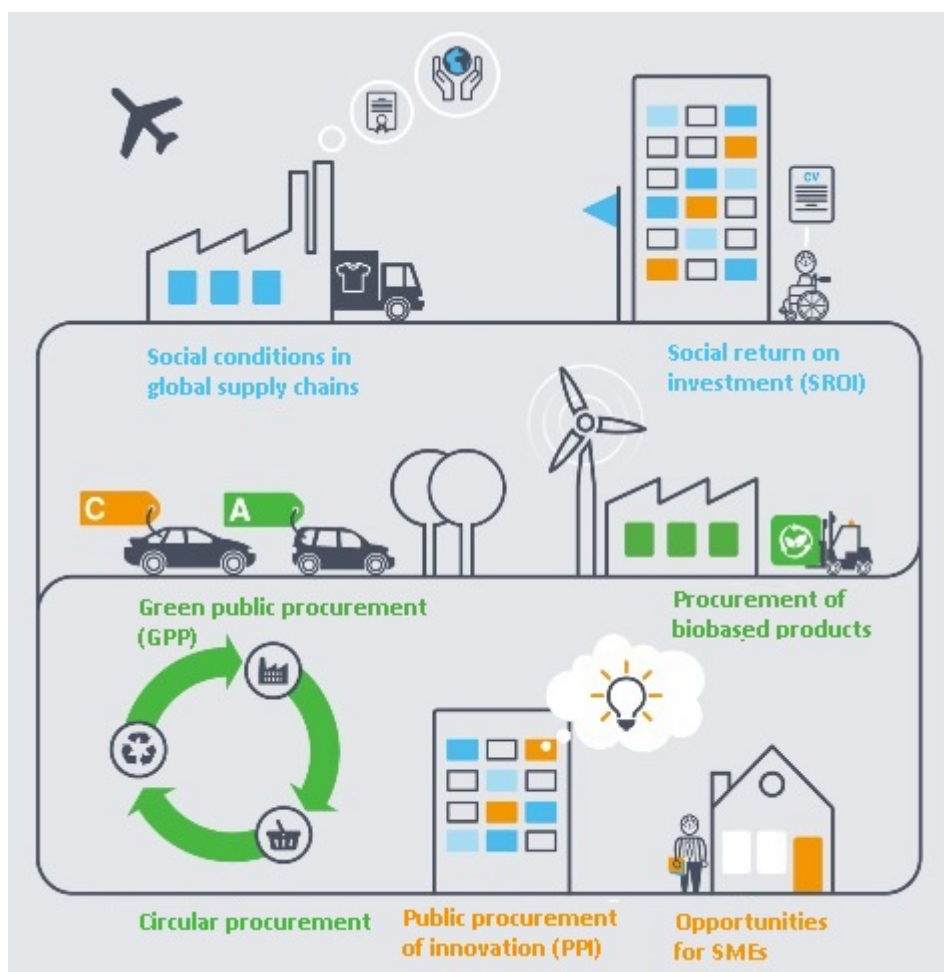 CV
Social conditions in
global supply chains
Social return on
investment (SROI)
C
A
Green public procurement
(GPP)
Procurement of
biobased products
Circular procurement
Public procurement
of innovation (PPI)
Opportunities
for SMEs